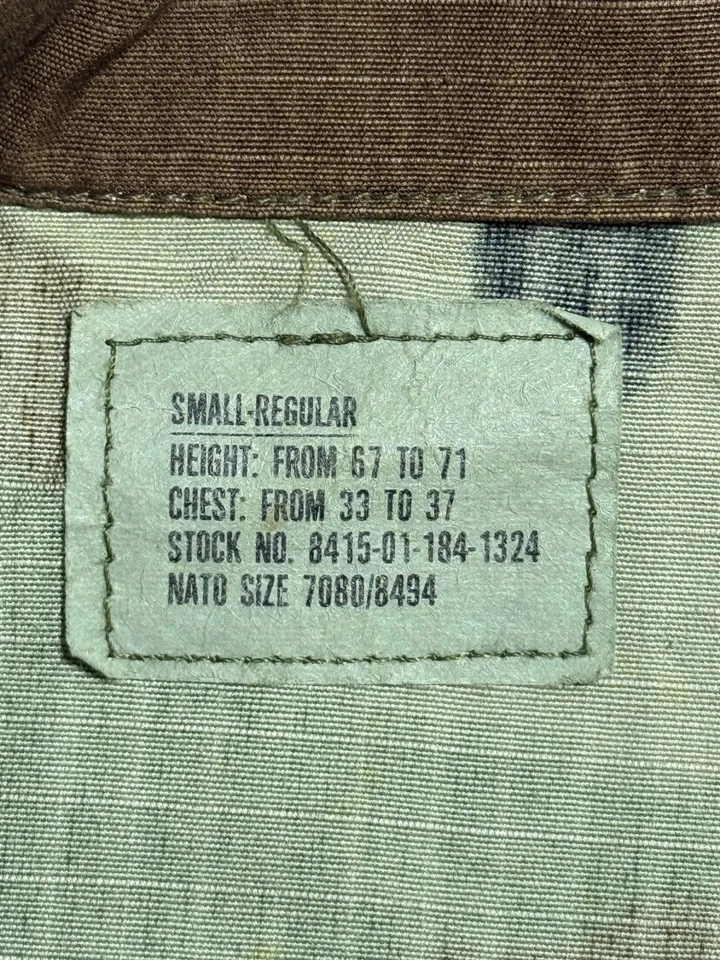 SMALL-REGULAR
HEIGHT: FROM 67 TO 71
CHEST: FROM 33 TO 37
STOCK NO. 8415-01-184-1324
NATO SIZE 7080/8494